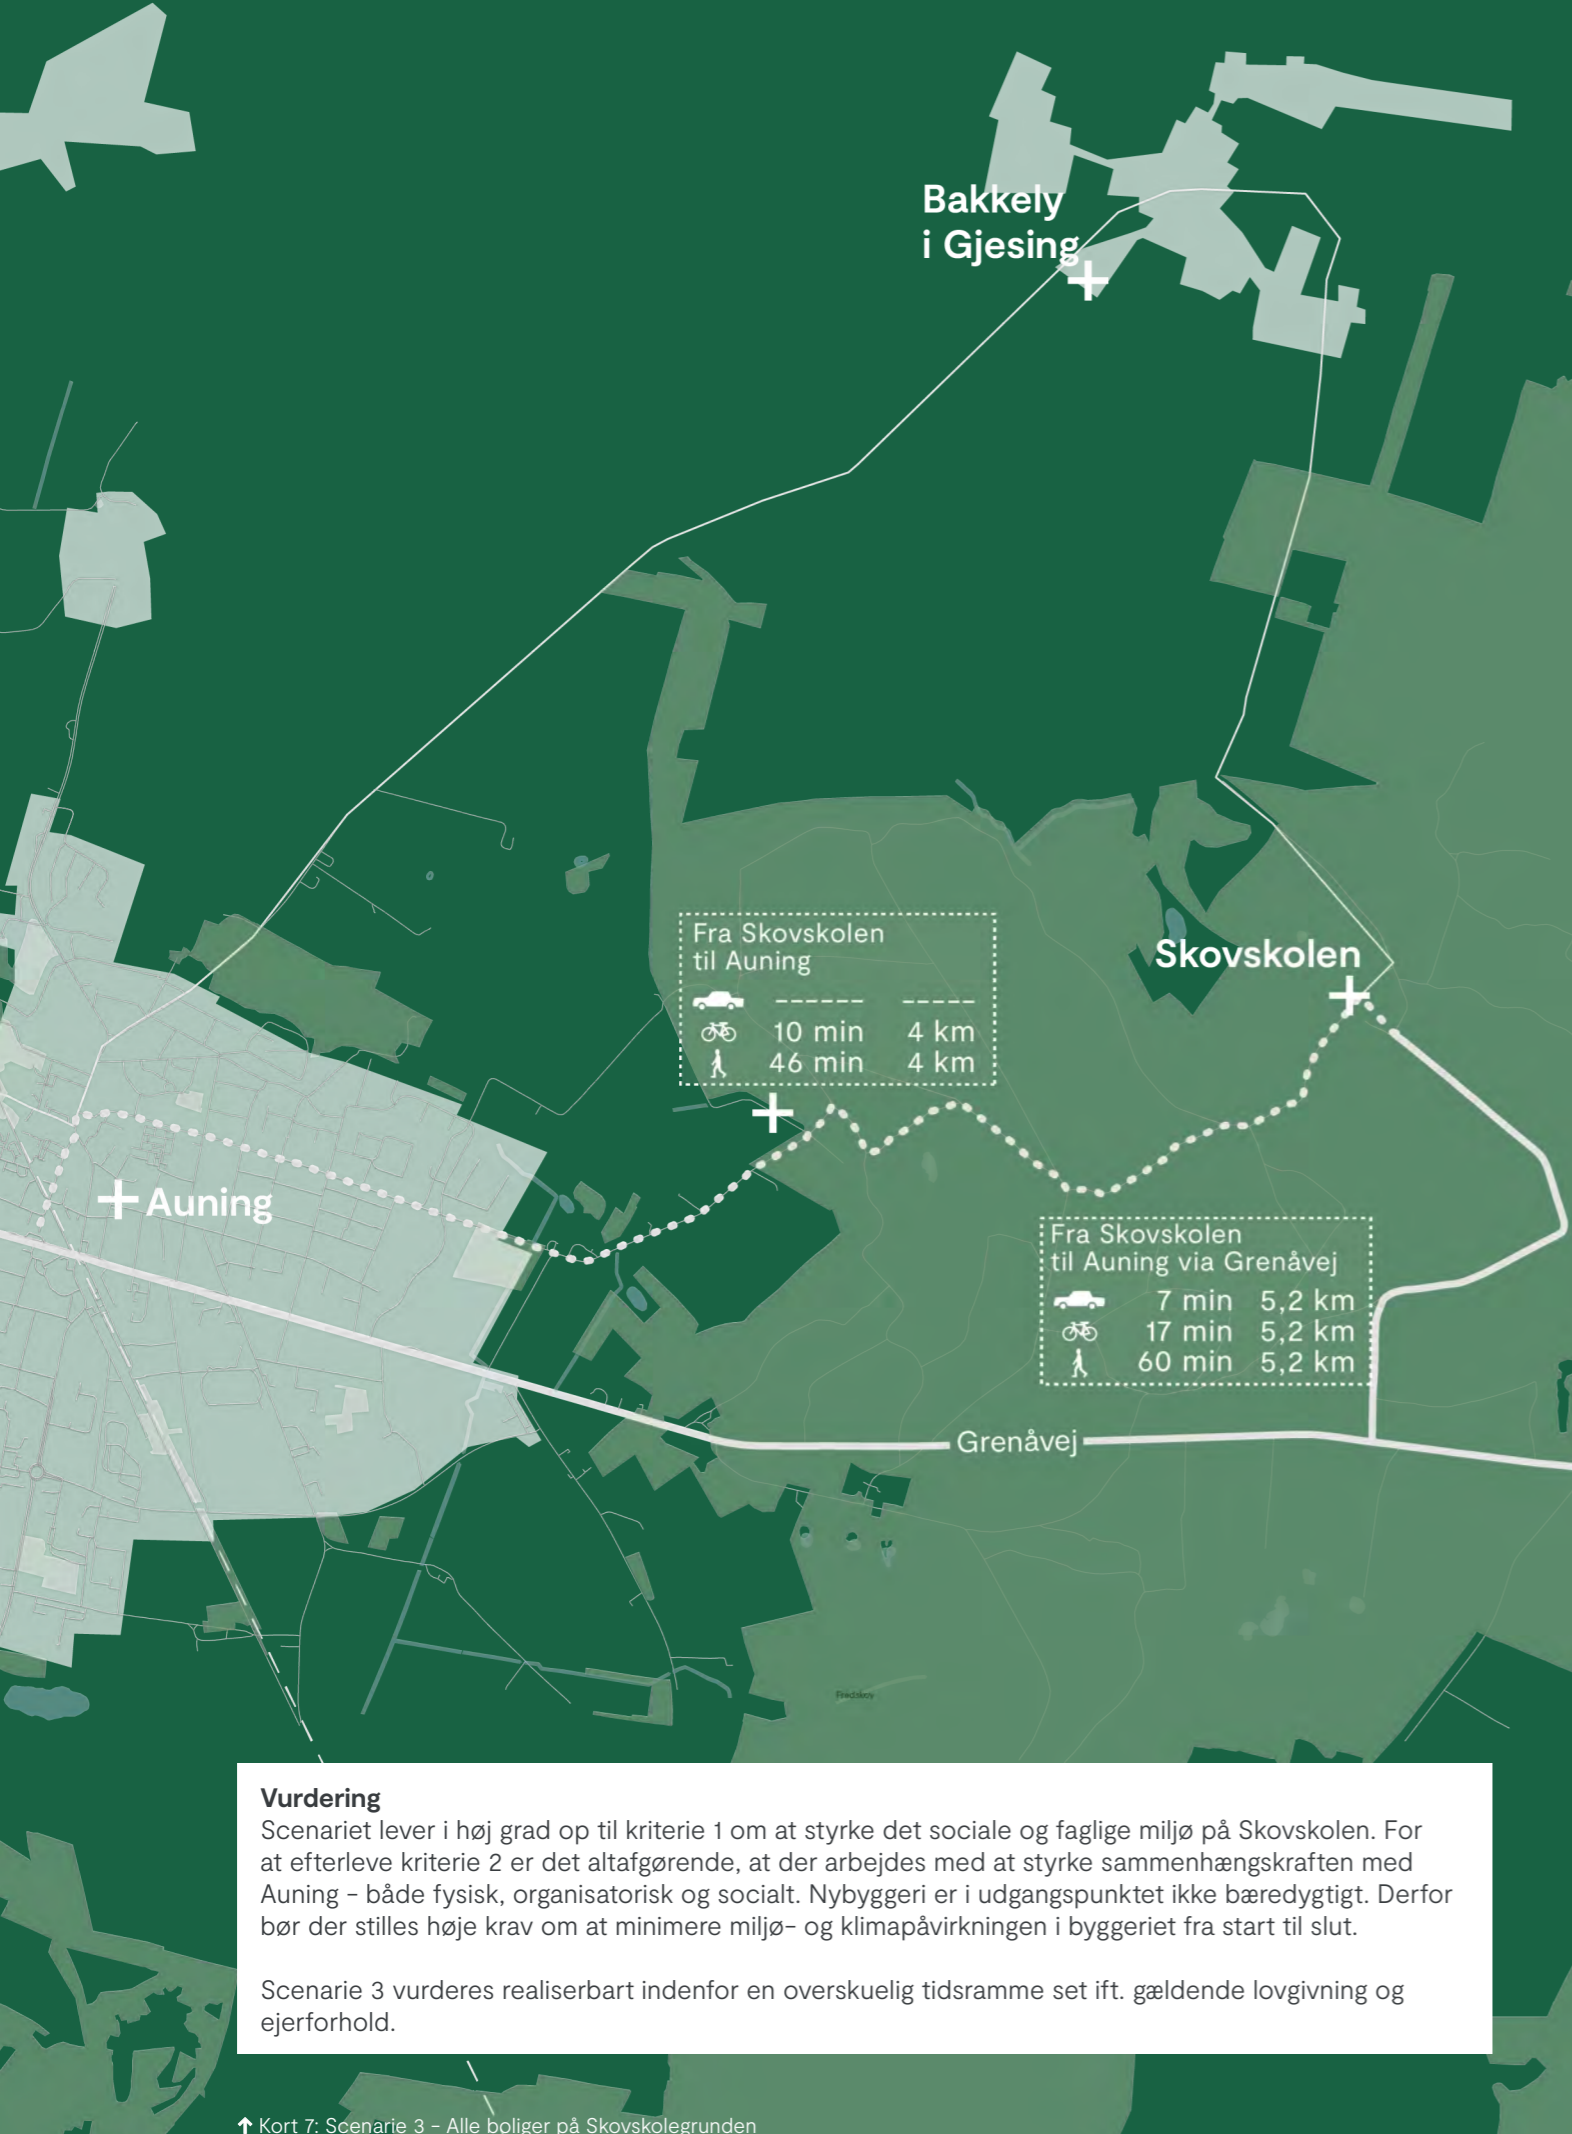 Bakkely
i Gjesing
Fra Skovskolen
til Auning
------ -----
10 min 4 km
46 min 4 km
Skovskolen
Auning
Fra Skovskolen
til Auning via Grenåvej
7 min 5,2 km
17 min 5,2 km
60 min 5,2 km
Grenåvej
Fredskov
Vurdering
Scenariet lever i høj grad op til kriterie 1 om at styrke det sociale og faglige miljø på Skovskolen. For
at efterleve kriterie 2 er det altafgørende, at der arbejdes med at styrke sammenhængskraften med
Auning – både fysisk, organisatorisk og socialt. Nybyggeri er i udgangspunktet ikke bæredygtigt. Derfor
bør der stilles høje krav om at minimere miljø- og klimapåvirkningen i byggeriet fra start til slut.
Scenarie 3 vurderes realiserbart indenfor en overskuelig tidsramme set ift. gældende lovgivning og
ejerforhold.
↑ Kort 7: Scenarie 3 – Alle boliger på Skovskolegrunden